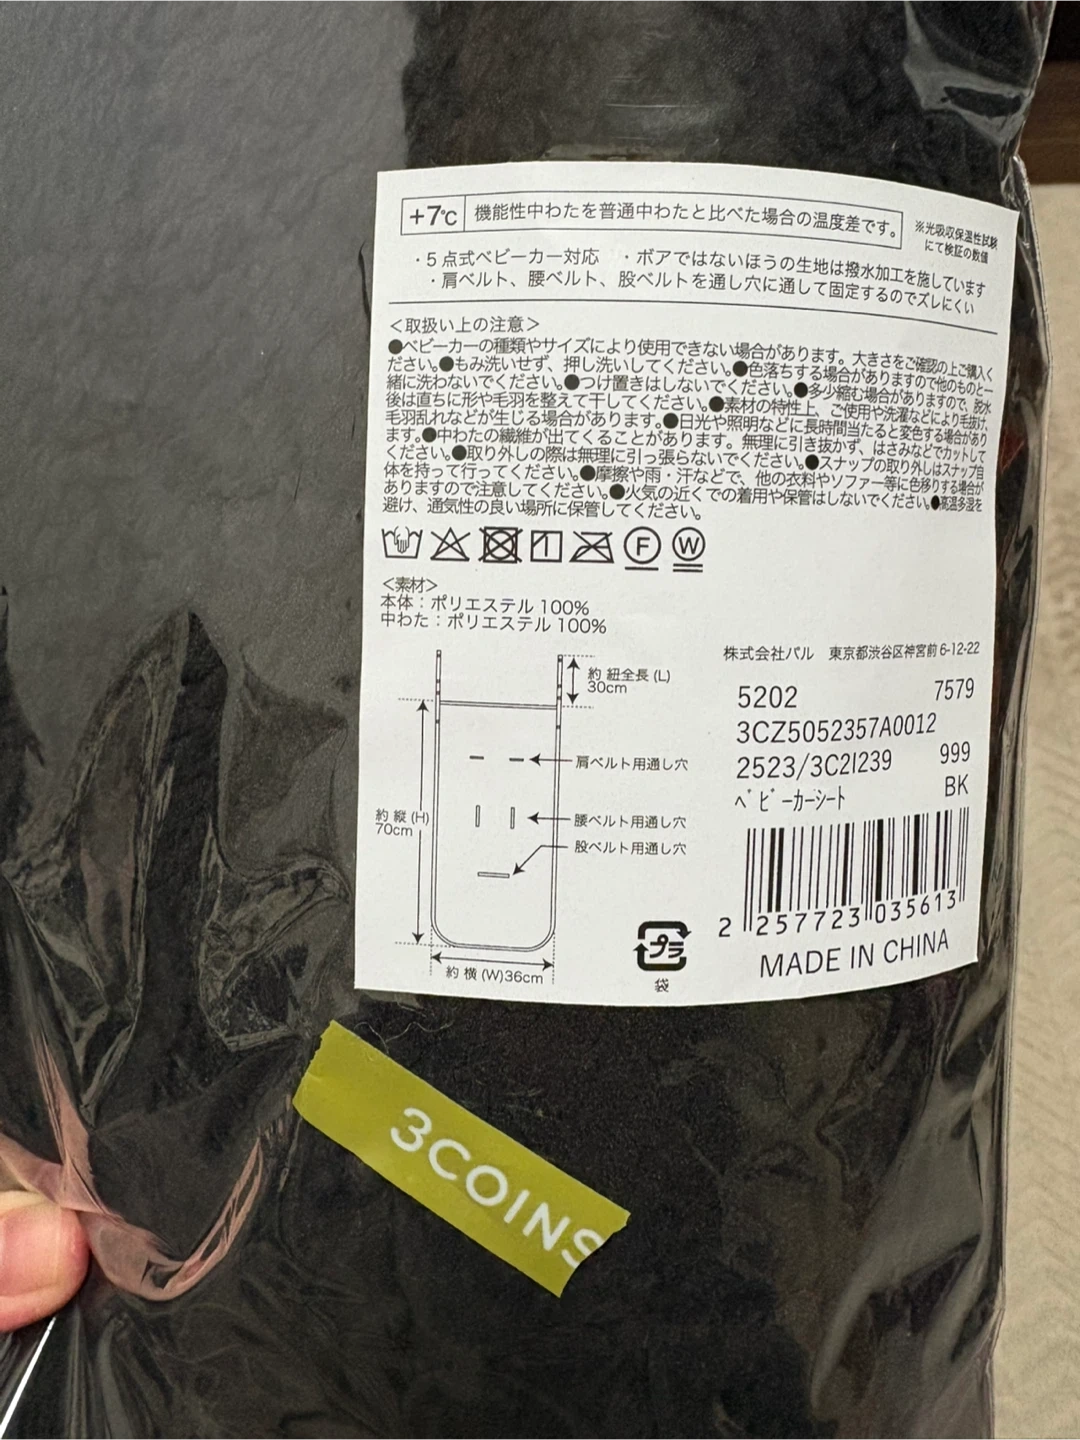 +7℃ 機能性中わたを普通中わたと比べた場合の温度差です。
※光吸収保温性試験
にて検証の数値
・5点式ベビーカー対応 ・ボアではないほうの生地は撥水加工を施しています
・肩ベルト、腰ベルト、股ベルトを通し穴に通して固定するのでズレにくい
＜取扱い上の注意＞
●ベビーカーの種類やサイズにより使用できない場合があります。大きさをご確認の上ご購入く
ださい。●もみ洗いせず、押し洗いしてください。●色落ちする場合がありますので他のものと一
緒に洗わないでください。●つけ置きはしないでください。●多少縮む場合がありますので、脱水
後は直ちに形や毛羽を整えて干してください。●素材の特性上、ご使用や洗濯などにより毛抜け、
毛羽乱れなどが生じる場合があります。●日光や照明などに長時間当たると変色する場合があり
ます。●中わたの繊維が出てくることがあります。無理に引き抜かず、はさみなどでカットして
ください。●取り外しの際は無理に引っ張らないでください。●スナップの取り外しはスナップ自
体を持って行ってください。●摩擦や雨・汗などで、他の衣料やソファー等に色移りする場合が
ありますので注意してください。●火気の近くでの着用や保管はしないでください。●高温多湿を
避け、通気性の良い場所に保管してください。
F W
＜素材＞
本体：ポリエステル 100%
中わた：ポリエステル 100%
約 紐全長 (L)
30cm
肩ベルト用通し穴
約 縦 (H)
70cm
腰ベルト用通し穴
股ベルト用通し穴
約 横 (W)36cm
株式会社パル 東京都渋谷区神宮前 6-12-22
5202 7579
3CZ5052357A0012
2523/3C2I239 999
ﾍﾞﾋﾞｰｶｰｼｰﾄ BK
2 257723 035613
プラ
袋
MADE IN CHINA
3COINS